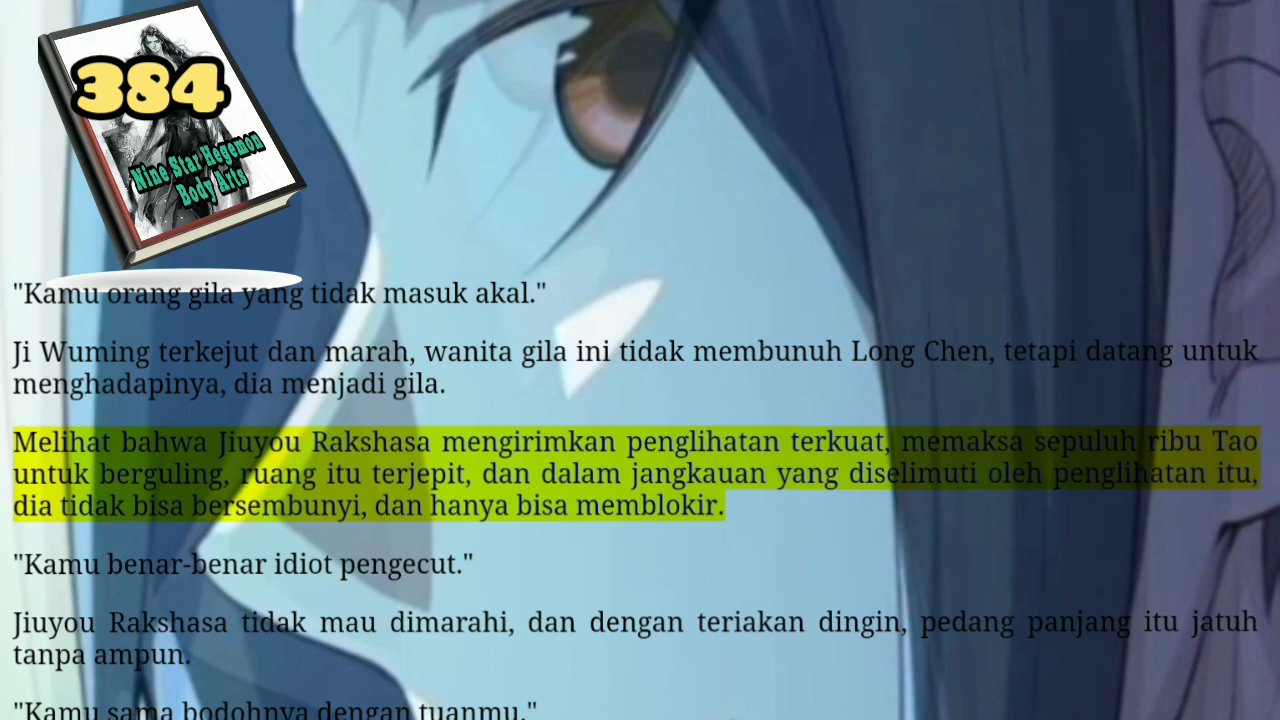 384
Nine Star Hegemon
Body Arts
"Kamu orang gila yang tidak masuk akal."
Ji Wuming terkejut dan marah, wanita gila ini tidak membunuh Long Chen, tetapi datang untuk
menghadapinya, dia menjadi gila.
Melihat bahwa Jiuyou Rakshasa mengirimkan penglihatan terkuat, memaksa sepuluh ribu Tao
untuk berguling, ruang itu terjepit, dan dalam jangkauan yang diselimuti oleh penglihatan itu,
dia tidak bisa bersembunyi, dan hanya bisa memblokir.
"Kamu benar-benar idiot pengecut."
Jiuyou Rakshasa tidak mau dimarahi, dan dengan teriakan dingin, pedang panjang itu jatuh
tanpa ampun.
"Kamu sama bodohnya dengan tuanmu."